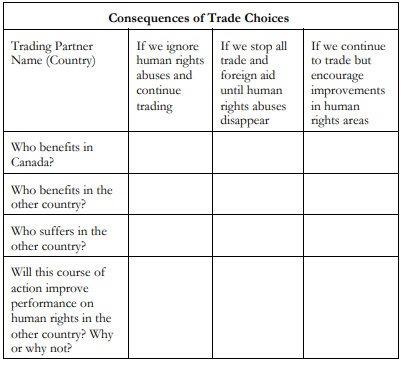 Consequences of Trade Choices
Trading Partner
Name (Country)
If we ignore
human rights
abuses and
continue
trading
If we stop all
trade and
foreign aid
until human
rights abuses
disappear
If we continue
to trade but
encourage
improvements
in human
rights areas
Who benefits in
Canada?
Who benefits in the
other country?
Who suffers in the
other country?
Will this course of
action improve
performance on
human rights in the
other country? Why
or why not?